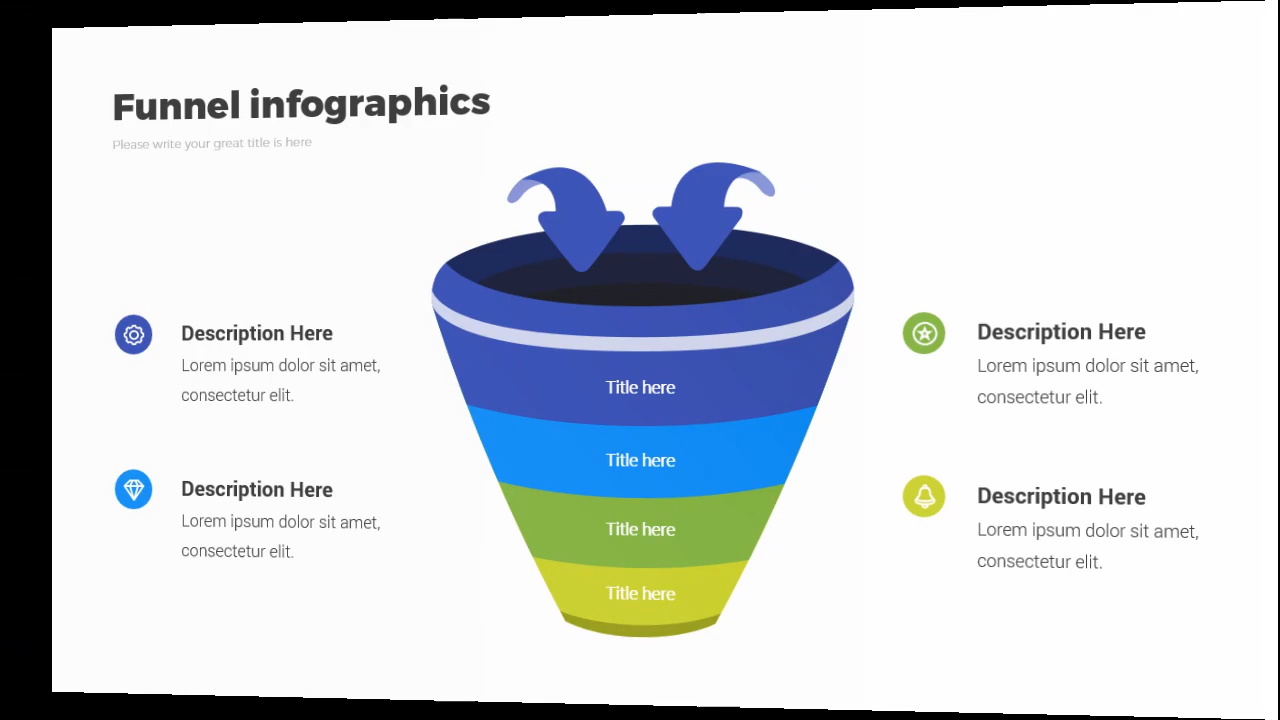 Funnel infographics
Please write your great title is here
Description Here
Lorem ipsum dolor sit amet,
consectetur elit.
Description Here
Lorem ipsum dolor sit amet,
consectetur elit.
Title here
Title here
Title here
Title here
Description Here
Lorem ipsum dolor sit amet,
consectetur elit.
Description Here
Lorem ipsum dolor sit amet,
consectetur elit.